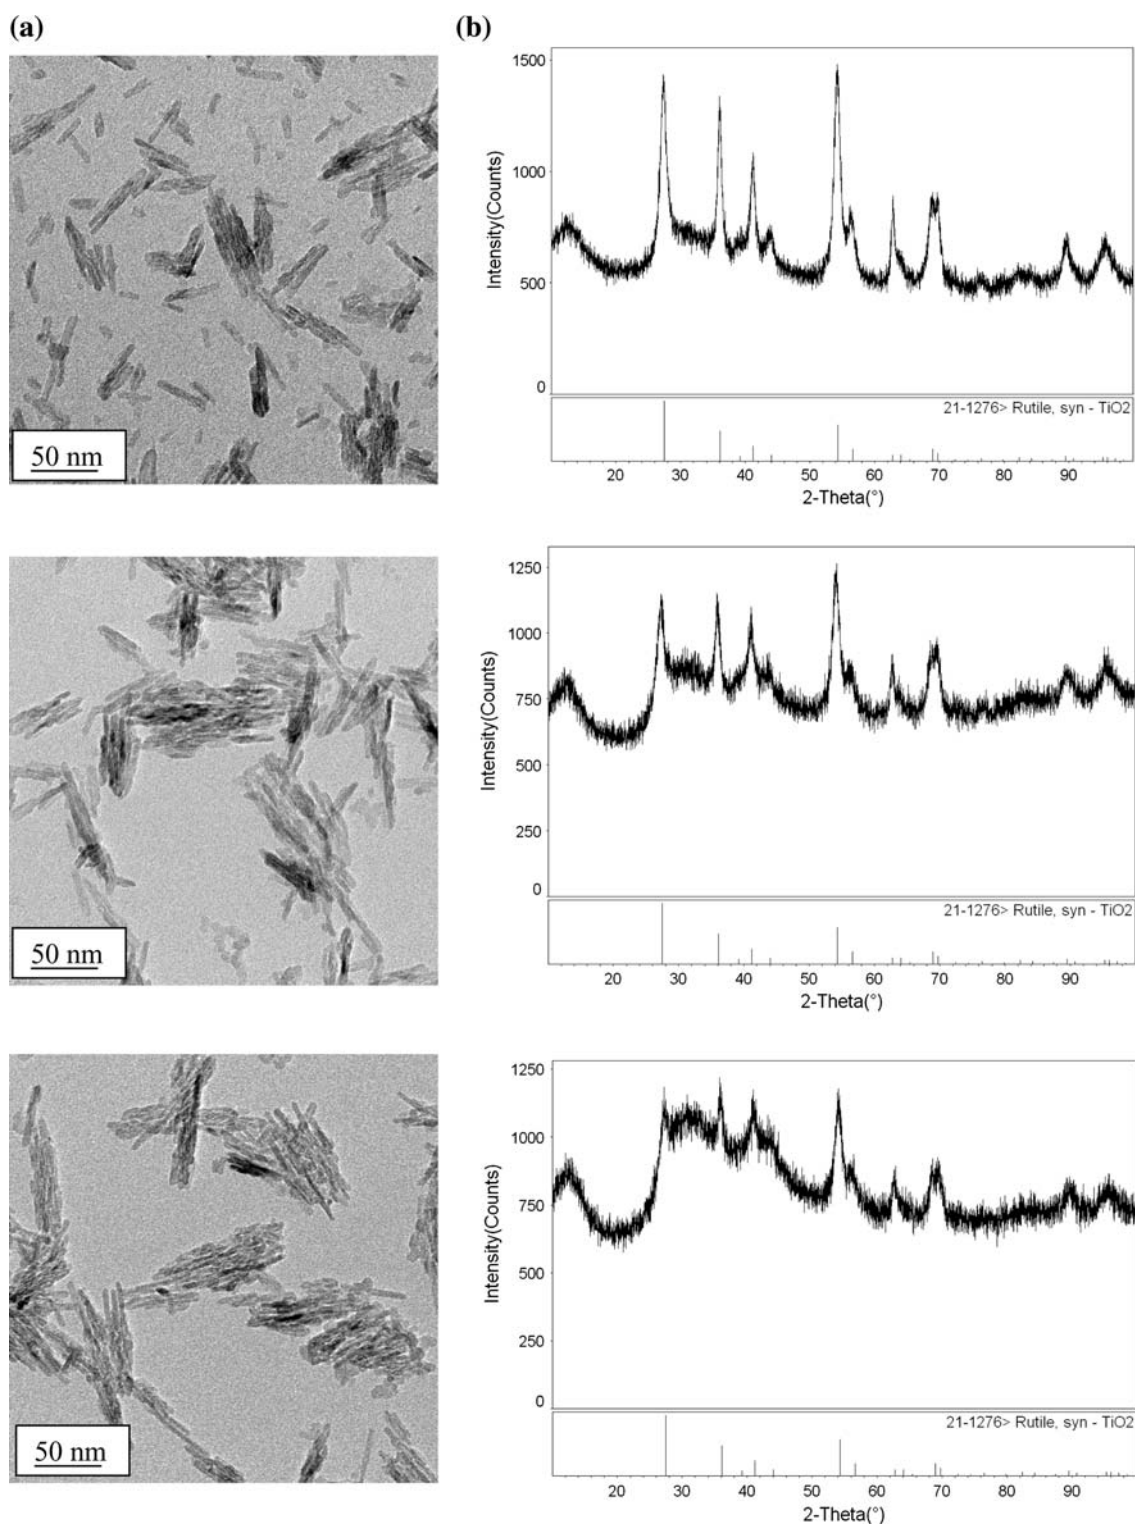 (a)
(b)
50 nm
1500
1000
500
0
Intensity(Counts)
21-1276> Rutile, syn - TiO2
20 30 40 50 60 70 80 90
2-Theta(°)
50 nm
1250
1000
750
500
250
0
Intensity(Counts)
21-1276> Rutile, syn - TiO2
20 30 40 50 60 70 80 90
2-Theta(°)
50 nm
1250
1000
750
500
250
0
Intensity(Counts)
21-1276> Rutile, syn - TiO2
20 30 40 50 60 70 80 90
2-Theta(°)